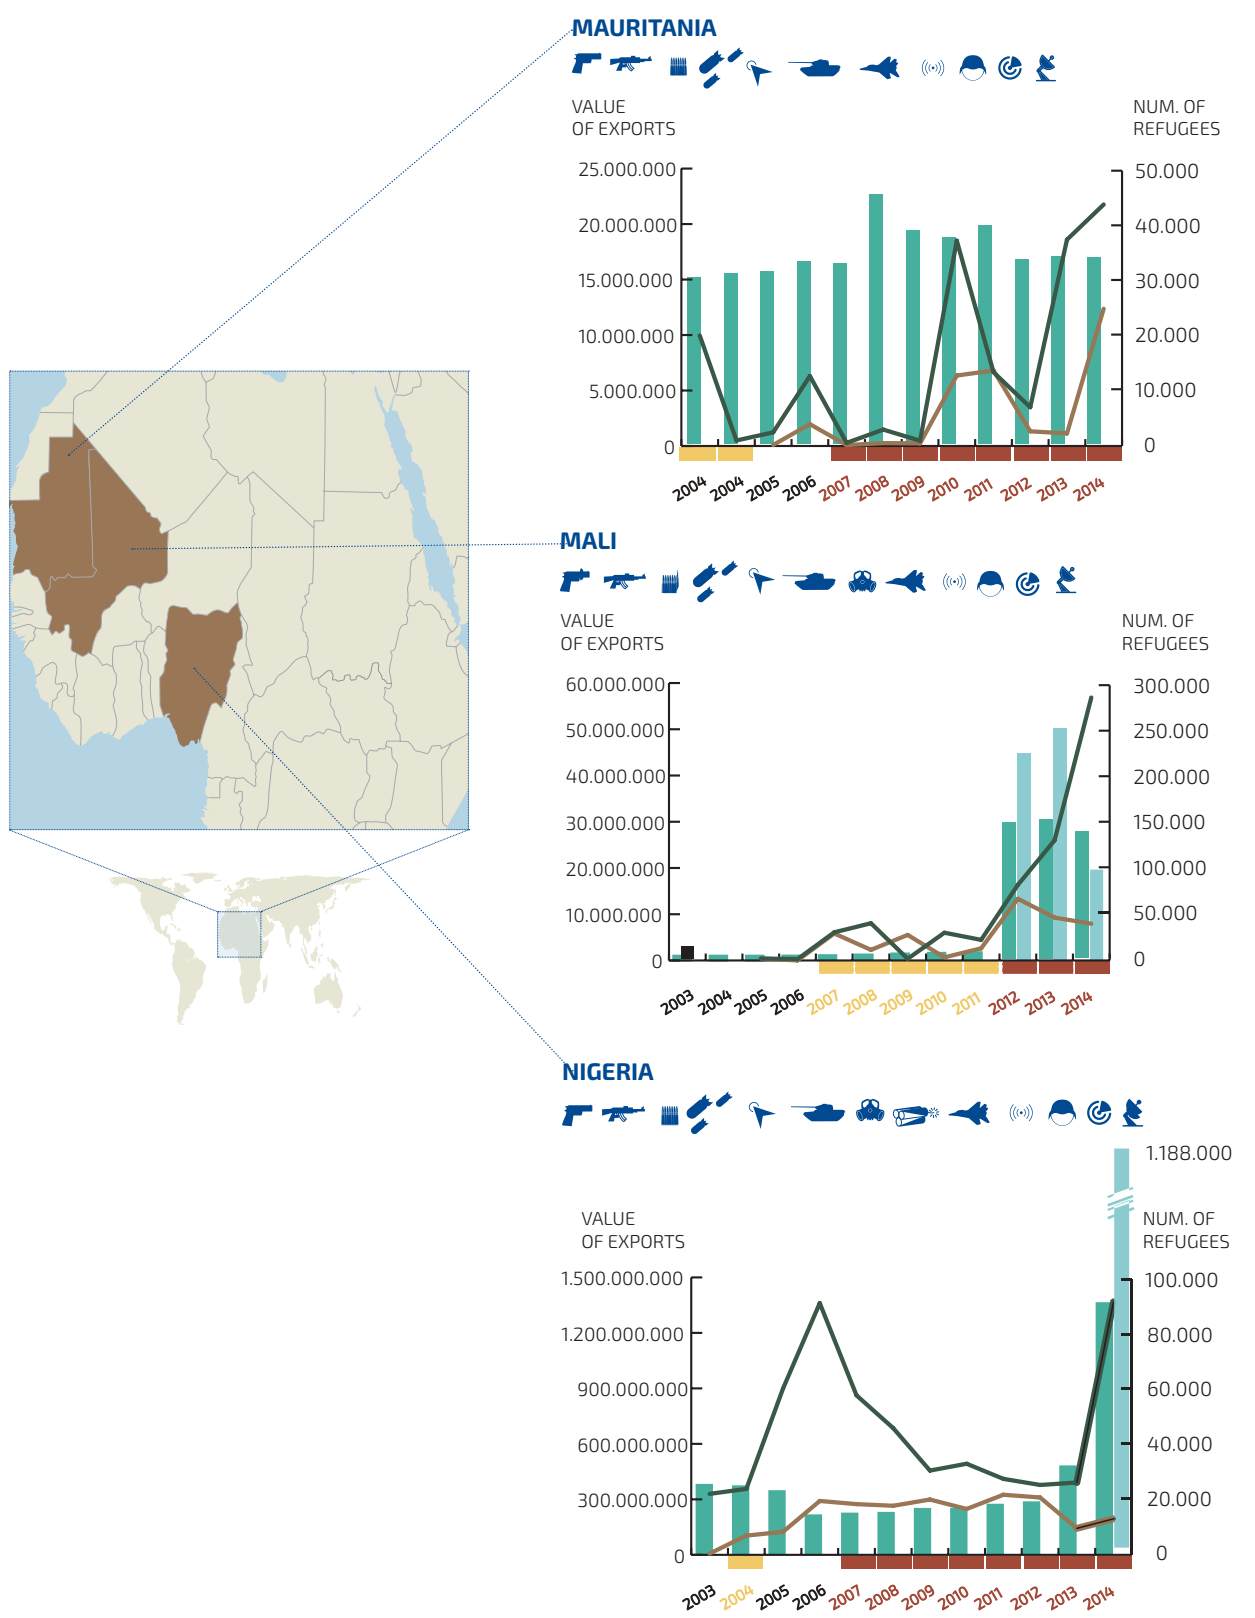 MAURITANIA
VALUE
OF EXPORTS
NUM. OF
REFUGEES
25.000.000
20.000.000
15.000.000
10.000.000
5.000.000
0
50.000
40.000
30.000
20.000
10.000
0
2004 2004 2005 2006 2007 2008 2009 2010 2011 2012 2013 2014
MALI
VALUE
OF EXPORTS
NUM. OF
REFUGEES
60.000.000
50.000.000
40.000.000
30.000.000
20.000.000
10.000.000
0
300.000
250.000
200.000
150.000
100.000
50.000
0
2003 2004 2005 2006 2007 2008 2009 2010 2011 2012 2013 2014
NIGERIA
1.188.000
VALUE
OF EXPORTS
NUM. OF
REFUGEES
1.500.000.000
1.200.000.000
900.000.000
600.000.000
300.000.000
0
100.000
80.000
60.000
40.000
20.000
0
2003 2004 2005 2006 2007 2008 2009 2010 2011 2012 2013 2014